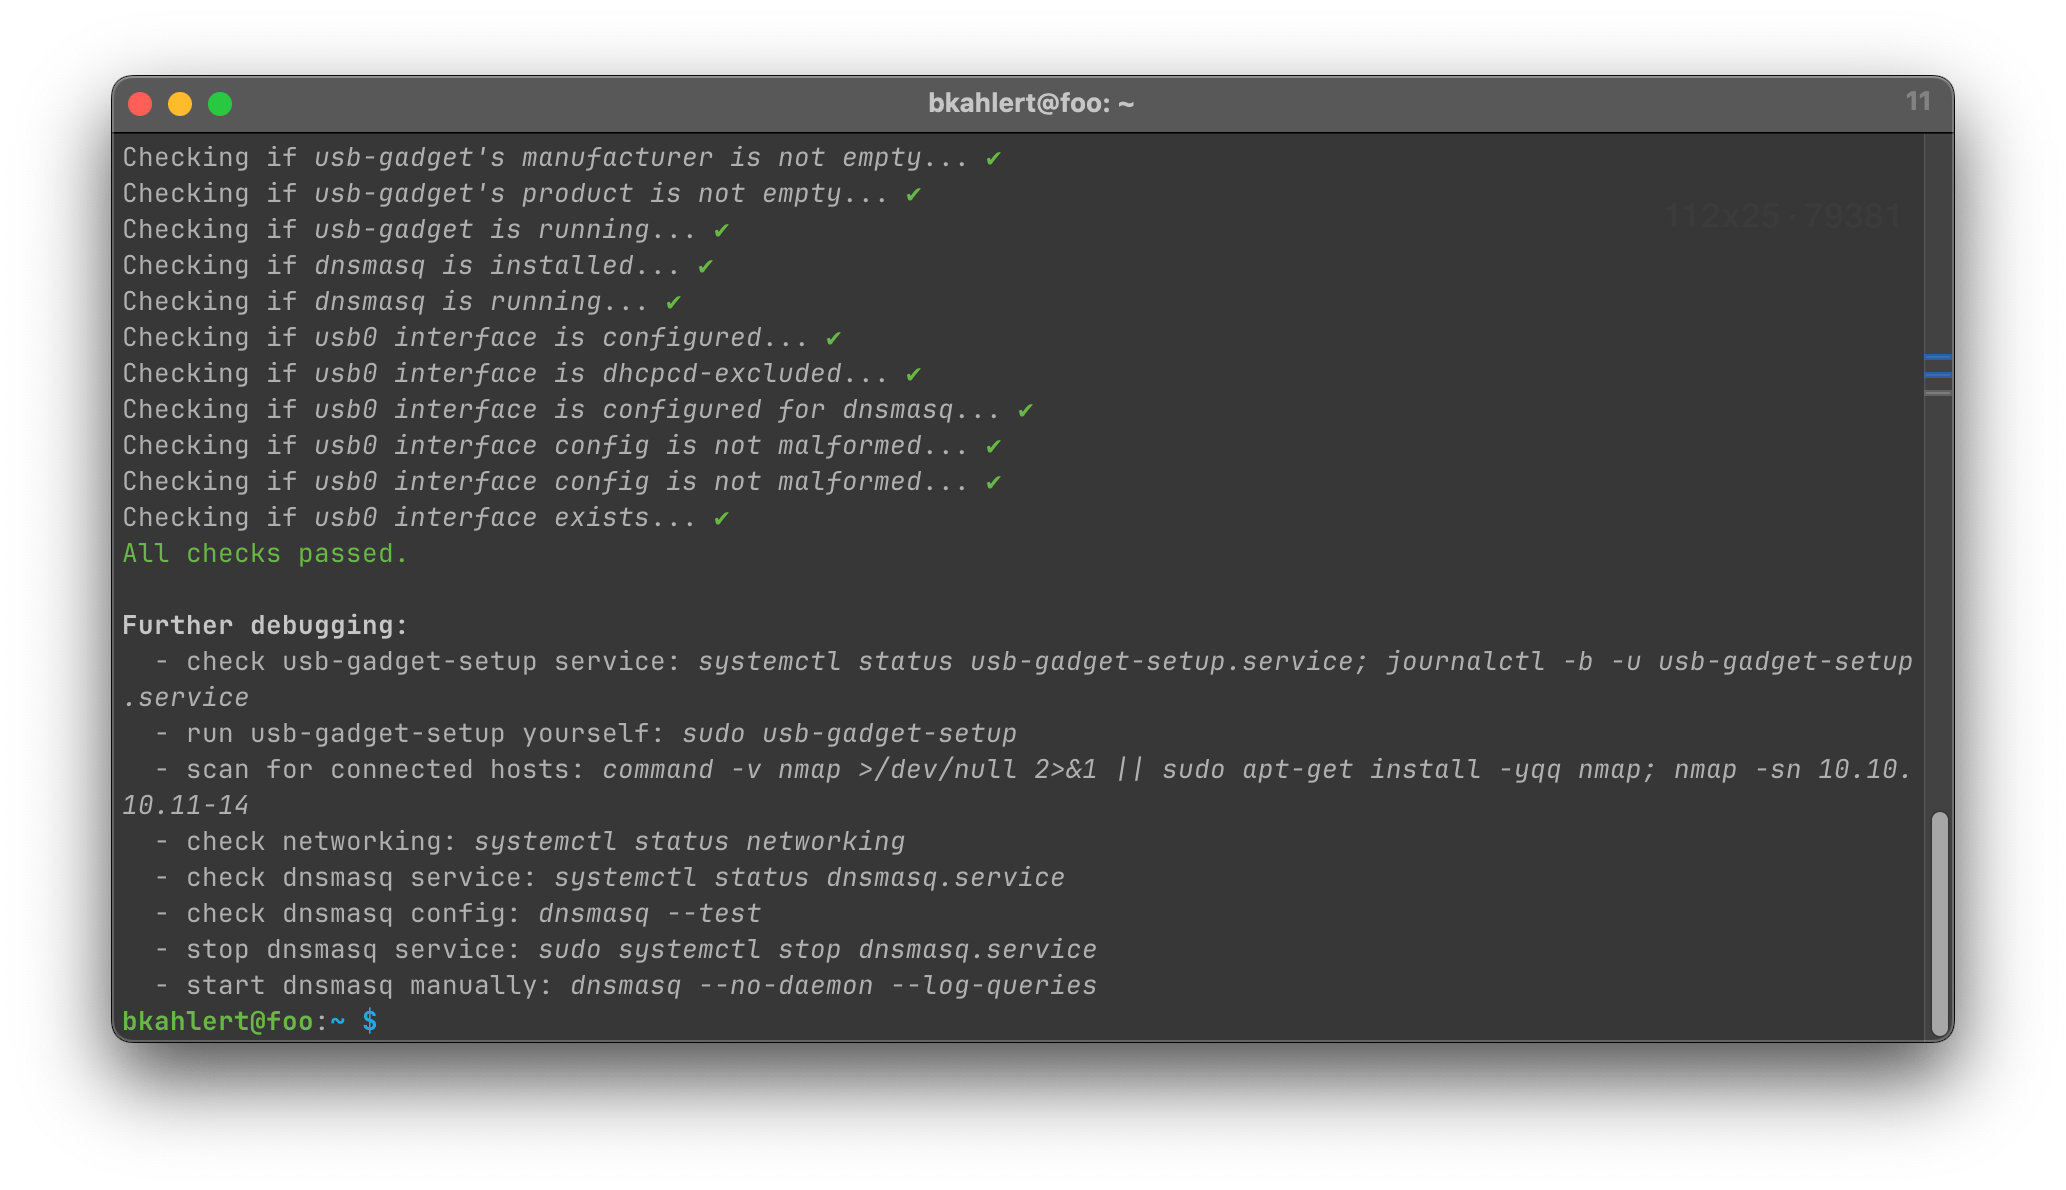 bkahlert@foo: ~
11
Checking if usb-gadget's manufacturer is not empty... ✔
Checking if usb-gadget's product is not empty... ✔
112x25 · 79381
Checking if usb-gadget is running... ✔
Checking if dnsmasq is installed... ✔
Checking if dnsmasq is running... ✔
Checking if usb0 interface is configured... ✔
Checking if usb0 interface is dhcpcd-excluded... ✔
Checking if usb0 interface is configured for dnsmasq... ✔
Checking if usb0 interface config is not malformed... ✔
Checking if usb0 interface config is not malformed... ✔
Checking if usb0 interface exists... ✔
All checks passed.
Further debugging:
  - check usb-gadget-setup service: systemctl status usb-gadget-setup.service; journalctl -b -u usb-gadget-setup
.service
  - run usb-gadget-setup yourself: sudo usb-gadget-setup
  - scan for connected hosts: command -v nmap >/dev/null 2>&1 || sudo apt-get install -yqq nmap; nmap -sn 10.10.
10.11-14
  - check networking: systemctl status networking
  - check dnsmasq service: systemctl status dnsmasq.service
  - check dnsmasq config: dnsmasq --test
  - stop dnsmasq service: sudo systemctl stop dnsmasq.service
  - start dnsmasq manually: dnsmasq --no-daemon --log-queries
bkahlert@foo:~ $